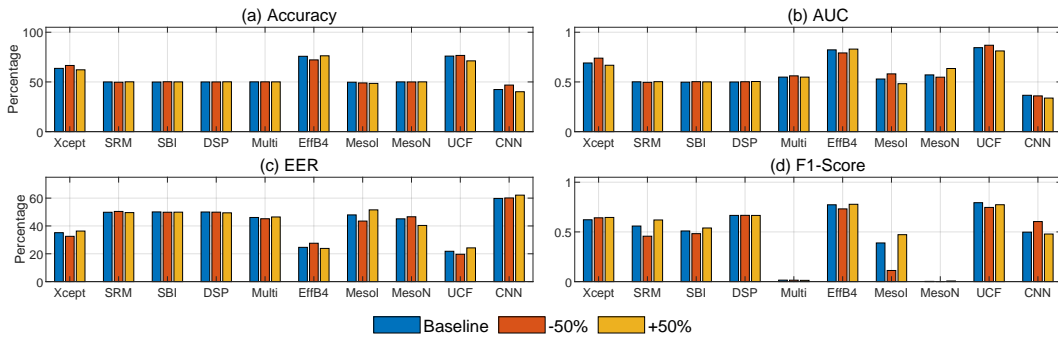 (a) Accuracy
Percentage
100
50
0
Xcept SRM SBI DSP Multi EffB4 MesoI MesoN UCF CNN
(b) AUC
1
0.5
0
Xcept SRM SBI DSP Multi EffB4 MesoI MesoN UCF CNN
(c) EER
Percentage
60
40
20
0
Xcept SRM SBI DSP Multi EffB4 MesoI MesoN UCF CNN
(d) F1-Score
1
0.5
0
Xcept SRM SBI DSP Multi EffB4 MesoI MesoN UCF CNN
Baseline -50% +50%